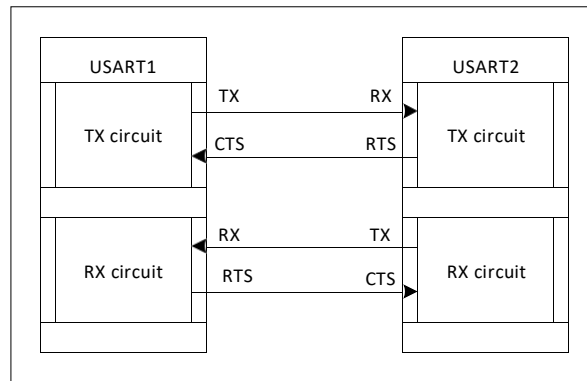 USART1 USART2
TX RX
TX circuit TX circuit
CTS RTS
RX TX
RX circuit RX circuit
RTS CTS